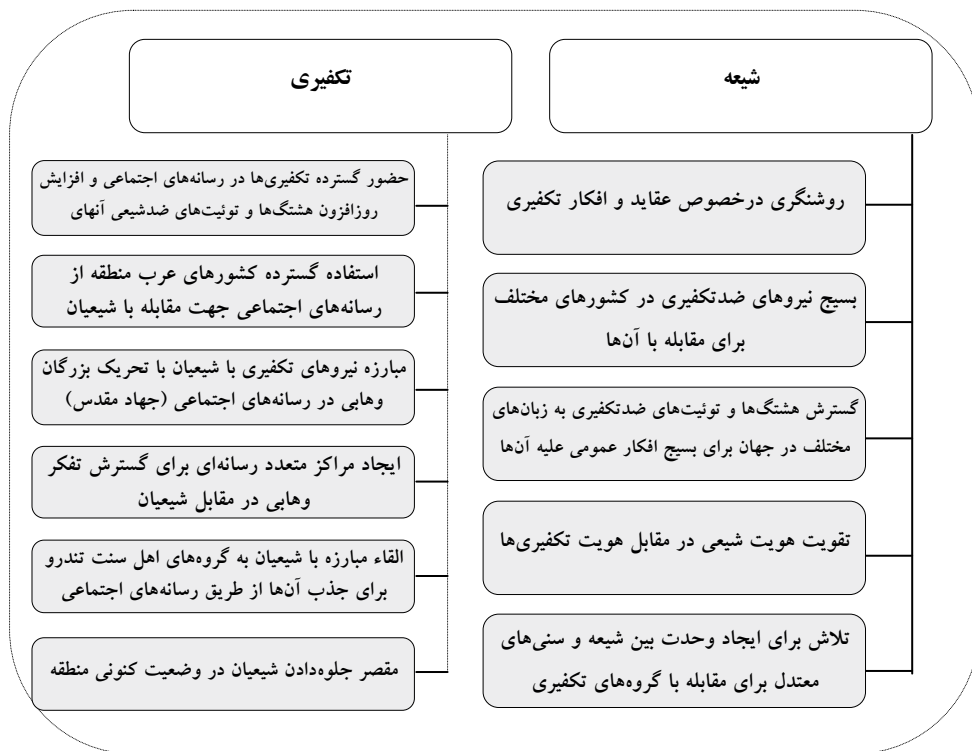 شیعه
روشنگری درخصوص عقاید و افکار تکفیری
بسیج نیروهای ضدتکفیری در کشورهای مختلف
برای مقابله با آن‌ها
گسترش هشتگ‌ها و توئیت‌های ضدتکفیری به زبان‌های
مختلف در جهان برای بسیج افکار عمومی علیه آن‌ها
تقویت هویت شیعی در مقابل هویت تکفیری‌ها
تلاش برای ایجاد وحدت بین شیعه و سنی‌های
معتدل برای مقابله با گروه‌های تکفیری
تکفیری
حضور گسترده تکفیری‌ها در رسانه‌های اجتماعی و افزایش
روزافزون هشتگ‌ها و توئیت‌های ضدشیعی آنهای
استفاده گسترده کشورهای عرب منطقه از
رسانه‌های اجتماعی جهت مقابله با شیعیان
مبارزه نیروهای تکفیری با شیعیان با تحریک بزرگان
وهابی در رسانه‌های اجتماعی (جهاد مقدس)
ایجاد مراکز متعدد رسانه‌ای برای گسترش تفکر
وهابی در مقابل شیعیان
القاء مبارزه با شیعیان به گروه‌های اهل سنت تندرو
برای جذب آن‌ها از طریق رسانه‌های اجتماعی
مقصر جلوه‌دادن شیعیان در وضعیت کنونی منطقه